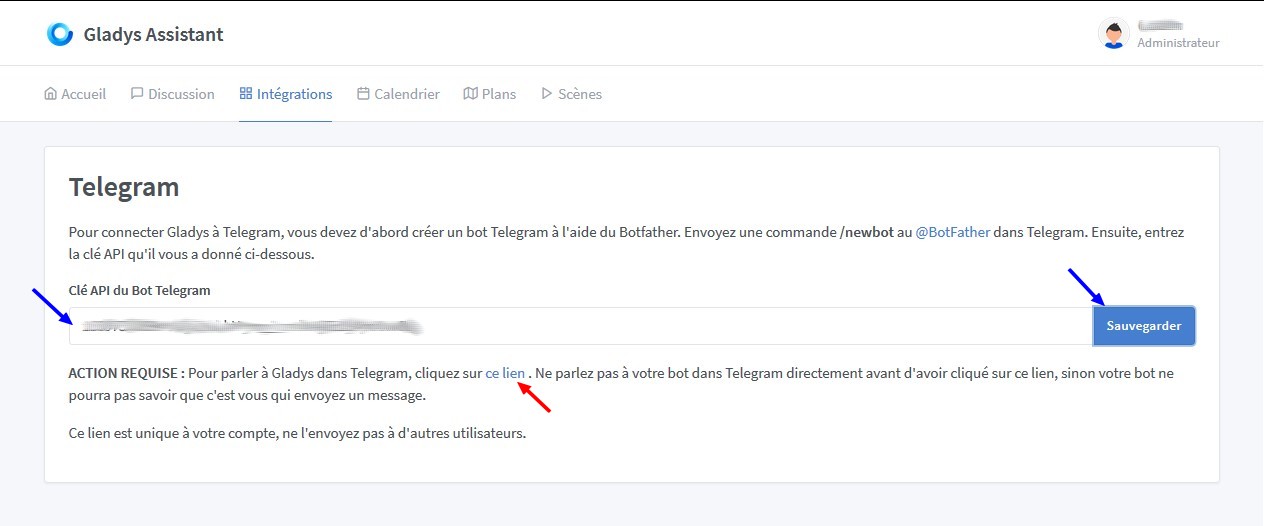 Gladys Assistant
Administrateur
Accueil Discussion Intégrations Calendrier Plans Scènes
Telegram
Pour connecter Gladys à Telegram, vous devez d'abord créer un bot Telegram à l'aide du Botfather. Envoyez une commande /newbot au @BotFather dans Telegram. Ensuite, entrez
la clé API qu'il vous a donné ci-dessous.
Clé API du Bot Telegram
Sauvegarder
ACTION REQUISE : Pour parler à Gladys dans Telegram, cliquez sur ce lien . Ne parlez pas à votre bot dans Telegram directement avant d'avoir cliqué sur ce lien, sinon votre bot ne
pourra pas savoir que c'est vous qui envoyez un message.
Ce lien est unique à votre compte, ne l'envoyez pas à d'autres utilisateurs.